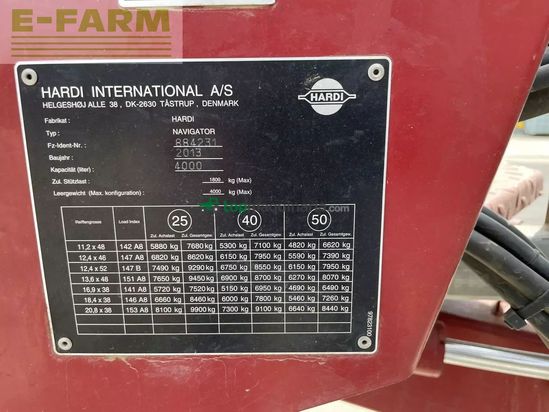 E-FARM
HARDI INTERNATIONAL A/S
HELGESHØJ ALLE 38, DK-2630 TÅSTRUP, DENMARK
HARDI
Fabrikat: HARDI
Typ: NAVIGATOR
Fz-Ident-Nr.: 884231
Baujahr: 2013
Kapazität (liter): 4000
Zul. Stützlast: 1800 kg (Max)
Leergewicht (Max. konfiguration): 4000 kg (Max)
25 40 50
Reifengrosse Load Index Zul. Achslast Zul. Gesamtgew. Zul. Achslast Zul. Gesamtgew. Zul. Achslast Zul. Gesamtgew.
11,2 x 48 142 A8 5880 kg 7680 kg 5300 kg 7100 kg 4820 kg 6620 kg
12,4 x 46 147 A8 6820 kg 8620 kg 6150 kg 7950 kg 5590 kg 7390 kg
12,4 x 52 147 B 7490 kg 9290 kg 6750 kg 8550 kg 6150 kg 7950 kg
13,6 x 48 151 A8 7650 kg 9450 kg 6900 kg 8700 kg 6270 kg 8070 kg
16,9 x 38 141 A8 5720 kg 7520 kg 5150 kg 6950 kg 4690 kg 6490 kg
18,4 x 38 146 A8 6660 kg 8460 kg 6000 kg 7800 kg 5460 kg 7260 kg
20,8 x 38 153 A8 8100 kg 9900 kg 7300 kg 9100 kg 6640 kg 8440 kg